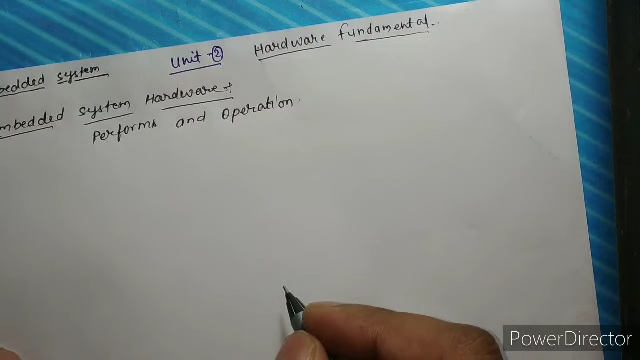 bedded system Unit - 2 Hardware fundamental..
mbedded system Hardware :-
Performs and Operation.
PowerDirector